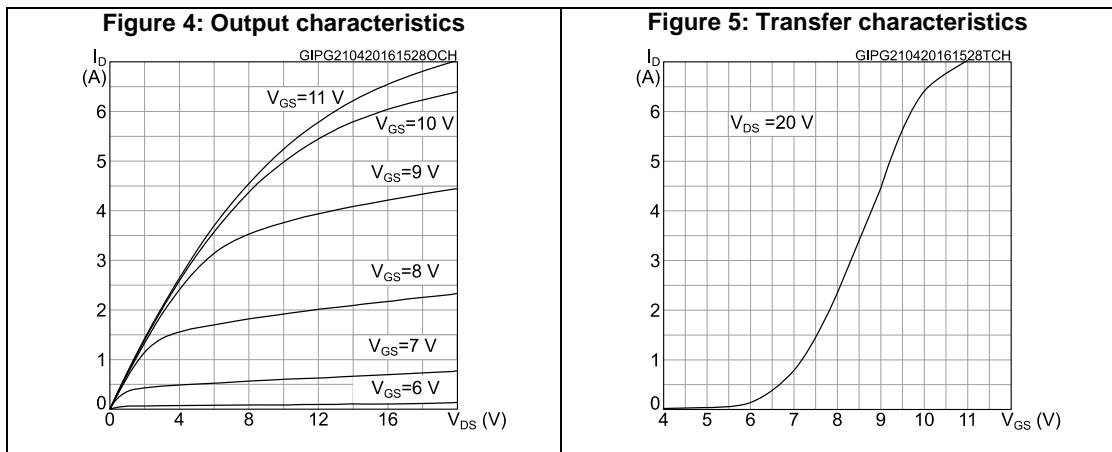 Figure 4: Output characteristics
GIPG210420161528OCH
I_D
(A)
6
5
4
3
2
1
0
V_GS=11 V
V_GS=10 V
V_GS=9 V
V_GS=8 V
V_GS=7 V
V_GS=6 V
0 4 8 12 16 V_DS (V)
Figure 5: Transfer characteristics
GIPG210420161528TCH
I_D
(A)
6
5
4
3
2
1
0
V_DS =20 V
4 5 6 7 8 9 10 11 V_GS (V)